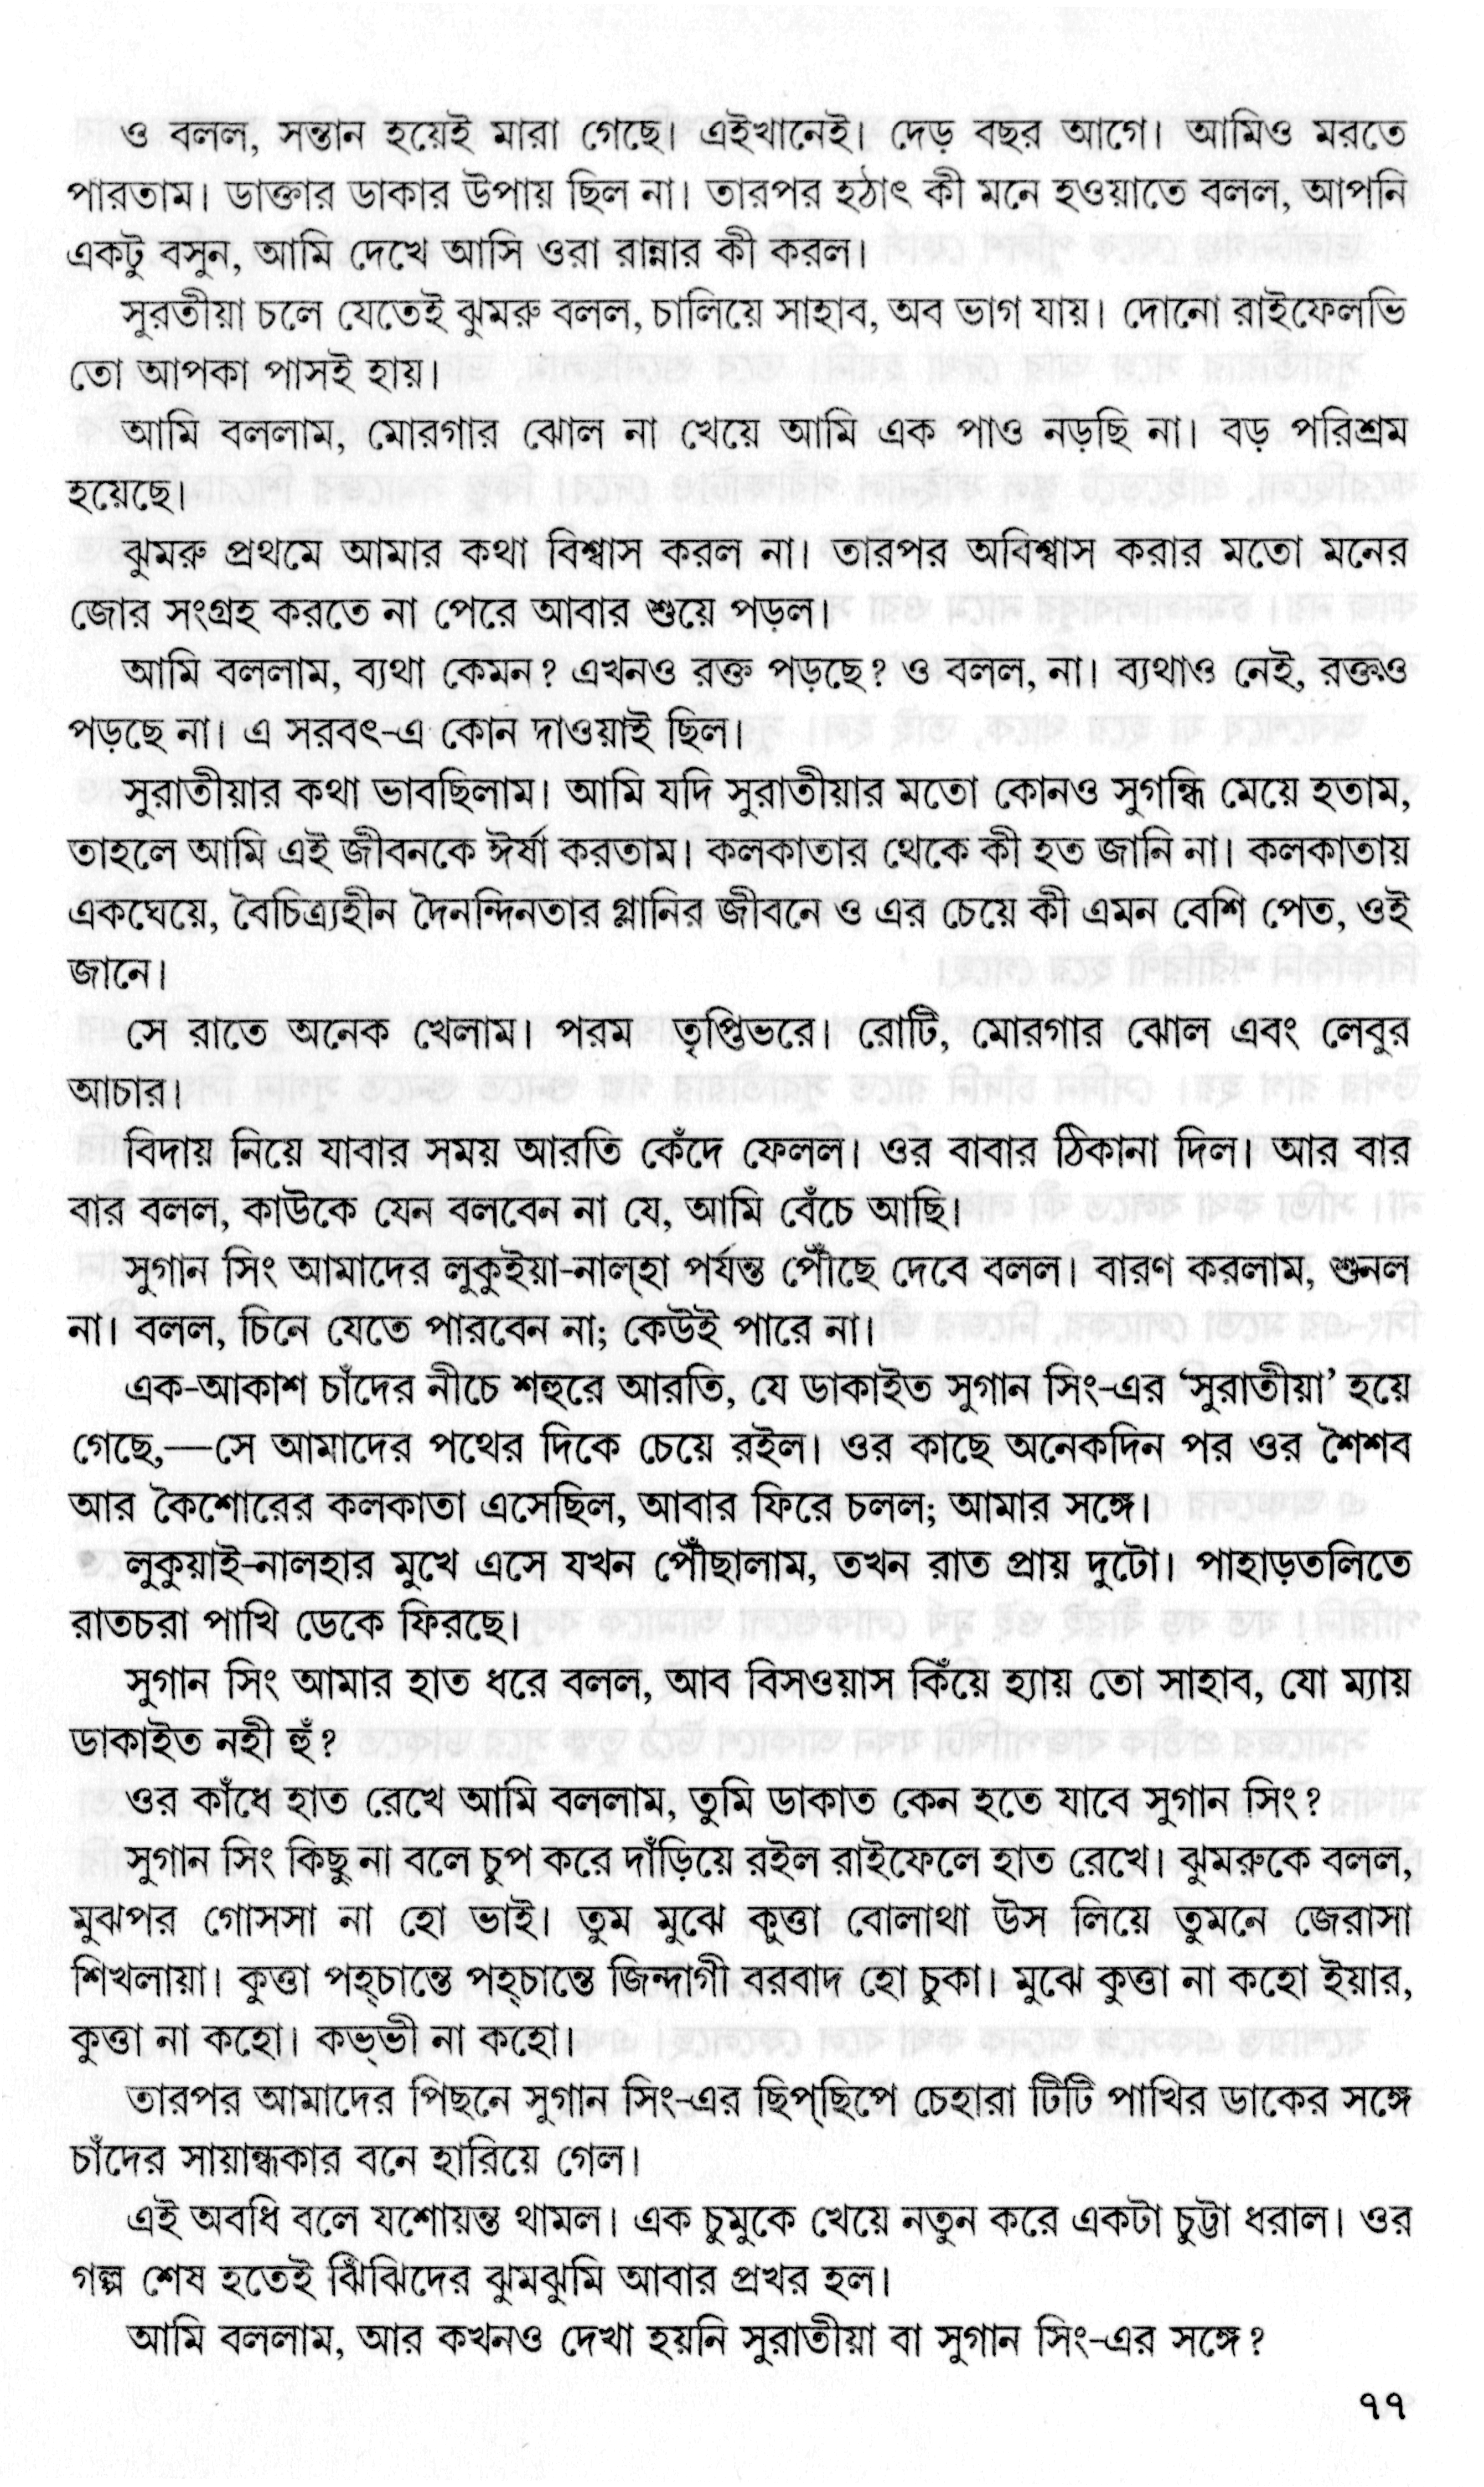 ও বলল, সন্তান হয়েই মারা গেছে। এইখানেই। দেড় বছর আগে। আমিও মরতে
পারতাম। ডাক্তার ডাকার উপায় ছিল না। তারপর হঠাৎ কী মনে হওয়াতে বলল, আপনি
একটু বসুন, আমি দেখে আসি ওরা রান্নার কী করল।
সুরতীয়া চলে যেতেই ঝুমরু বলল, চালিয়ে সাহাব, অব ভাগ যায়। দোনো রাইফেলভি
তো আপকা পাসই হায়।
আমি বললাম, মোরগার ঝোল না খেয়ে আমি এক পাও নড়ছি না। বড় পরিশ্রম
হয়েছে।
ঝুমরু প্রথমে আমার কথা বিশ্বাস করল না। তারপর অবিশ্বাস করার মতো মনের
জোর সংগ্রহ করতে না পেরে আবার শুয়ে পড়ল।
আমি বললাম, ব্যথা কেমন? এখনও রক্ত পড়ছে? ও বলল, না। ব্যথাও নেই, রক্তও
পড়ছে না। এ সরবৎ-এ কোন দাওয়াই ছিল।
সুরাতীয়ার কথা ভাবছিলাম। আমি যদি সুরাতীয়ার মতো কোনও সুগন্ধি মেয়ে হতাম,
তাহলে আমি এই জীবনকে ঈর্ষা করতাম। কলকাতার থেকে কী হত জানি না। কলকাতায়
একঘেয়ে, বৈচিত্র্যহীন দৈনন্দিনতার গ্লানির জীবনে ও এর চেয়ে কী এমন বেশি পেত, ওই
জানে।
সে রাতে অনেক খেলাম। পরম তৃপ্তিভরে। রোটি, মোরগার ঝোল এবং লেবুর
আচার।
বিদায় নিয়ে যাবার সময় আরতি কেঁদে ফেলল। ওর বাবার ঠিকানা দিল। আর বার
বার বলল, কাউকে যেন বলবেন না যে, আমি বেঁচে আছি।
সুগান সিং আমাদের লুকুইয়া-নাল্‌হা পর্যন্ত পৌঁছে দেবে বলল। বারণ করলাম, শুনল
না। বলল, চিনে যেতে পারবেন না; কেউই পারে না।
এক-আকাশ চাঁদের নীচে শহুরে আরতি, যে ডাকাইত সুগান সিং-এর ‘সুরাতীয়া’ হয়ে
গেছে,—সে আমাদের পথের দিকে চেয়ে রইল। ওর কাছে অনেকদিন পর ওর শৈশব
আর কৈশোরের কলকাতা এসেছিল, আবার ফিরে চলল; আমার সঙ্গে।
লুকুয়াই-নালহার মুখে এসে যখন পৌঁছালাম, তখন রাত প্রায় দুটো। পাহাড়তলিতে
রাতচরা পাখি ডেকে ফিরছে।
সুগান সিং আমার হাত ধরে বলল, আব বিসওয়াস কিঁয়ে হ্যায় তো সাহাব, যো ম্যায়
ডাকাইত নহী হুঁ?
ওর কাঁধে হাত রেখে আমি বললাম, তুমি ডাকাত কেন হতে যাবে সুগান সিং?
সুগান সিং কিছু না বলে চুপ করে দাঁড়িয়ে রইল রাইফেলে হাত রেখে। ঝুমরুকে বলল,
মুঝপর গোসসা না হো ভাই। তুম মুঝে কুত্তা বোলাথা উস লিয়ে তুমনে জেরাসা
শিখলায়া। কুত্তা পহ্‌চান্তে পহ্‌চান্তে জিন্দাগী বরবাদ হো চুকা। মুঝে কুত্তা না কহো ইয়ার,
কুত্তা না কহো। কভ্‌ভী না কহো।
তারপর আমাদের পিছনে সুগান সিং-এর ছিপ্‌ছিপে চেহারা টিটি পাখির ডাকের সঙ্গে
চাঁদের সায়ান্ধকার বনে হারিয়ে গেল।
এই অবধি বলে যশোয়ন্ত থামল। এক চুমুকে খেয়ে নতুন করে একটা চুট্টা ধরাল। ওর
গল্প শেষ হতেই ঝিঁঝিদের ঝুমঝুমি আবার প্রখর হল।
আমি বললাম, আর কখনও দেখা হয়নি সুরাতীয়া বা সুগান সিং-এর সঙ্গে?
৭৭